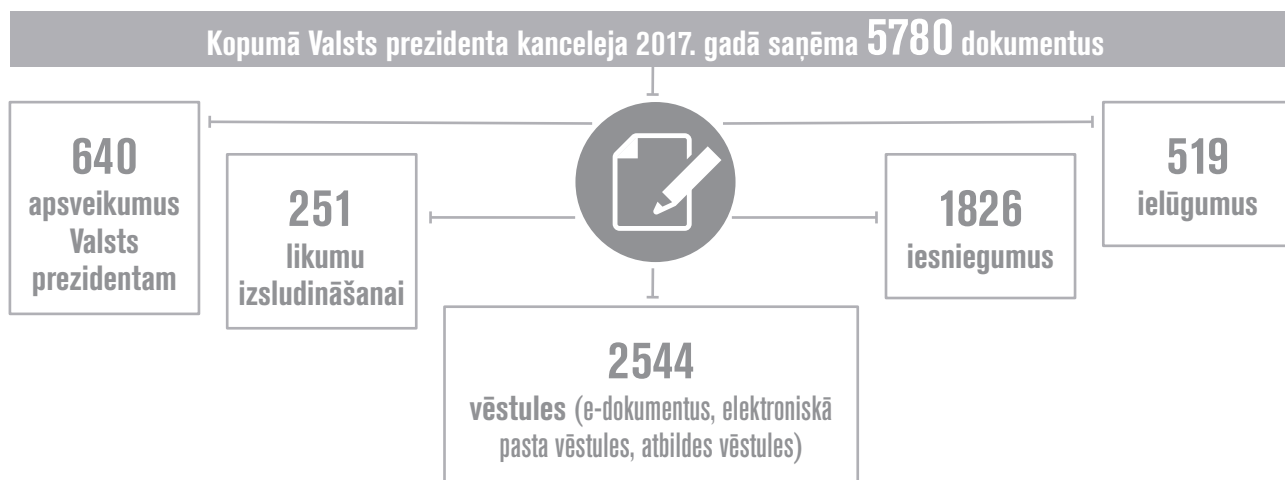 Kopumā Valsts prezidenta kanceleja 2017. gadā saņēma 5780 dokumentus
640
apsveikumus
Valsts
prezidentam
251
likumu
izsludināšanai
2544
vēstules (e-dokumentus, elektroniskā
pasta vēstules, atbildes vēstules)
1826
iesniegumus
519
ielūgumus